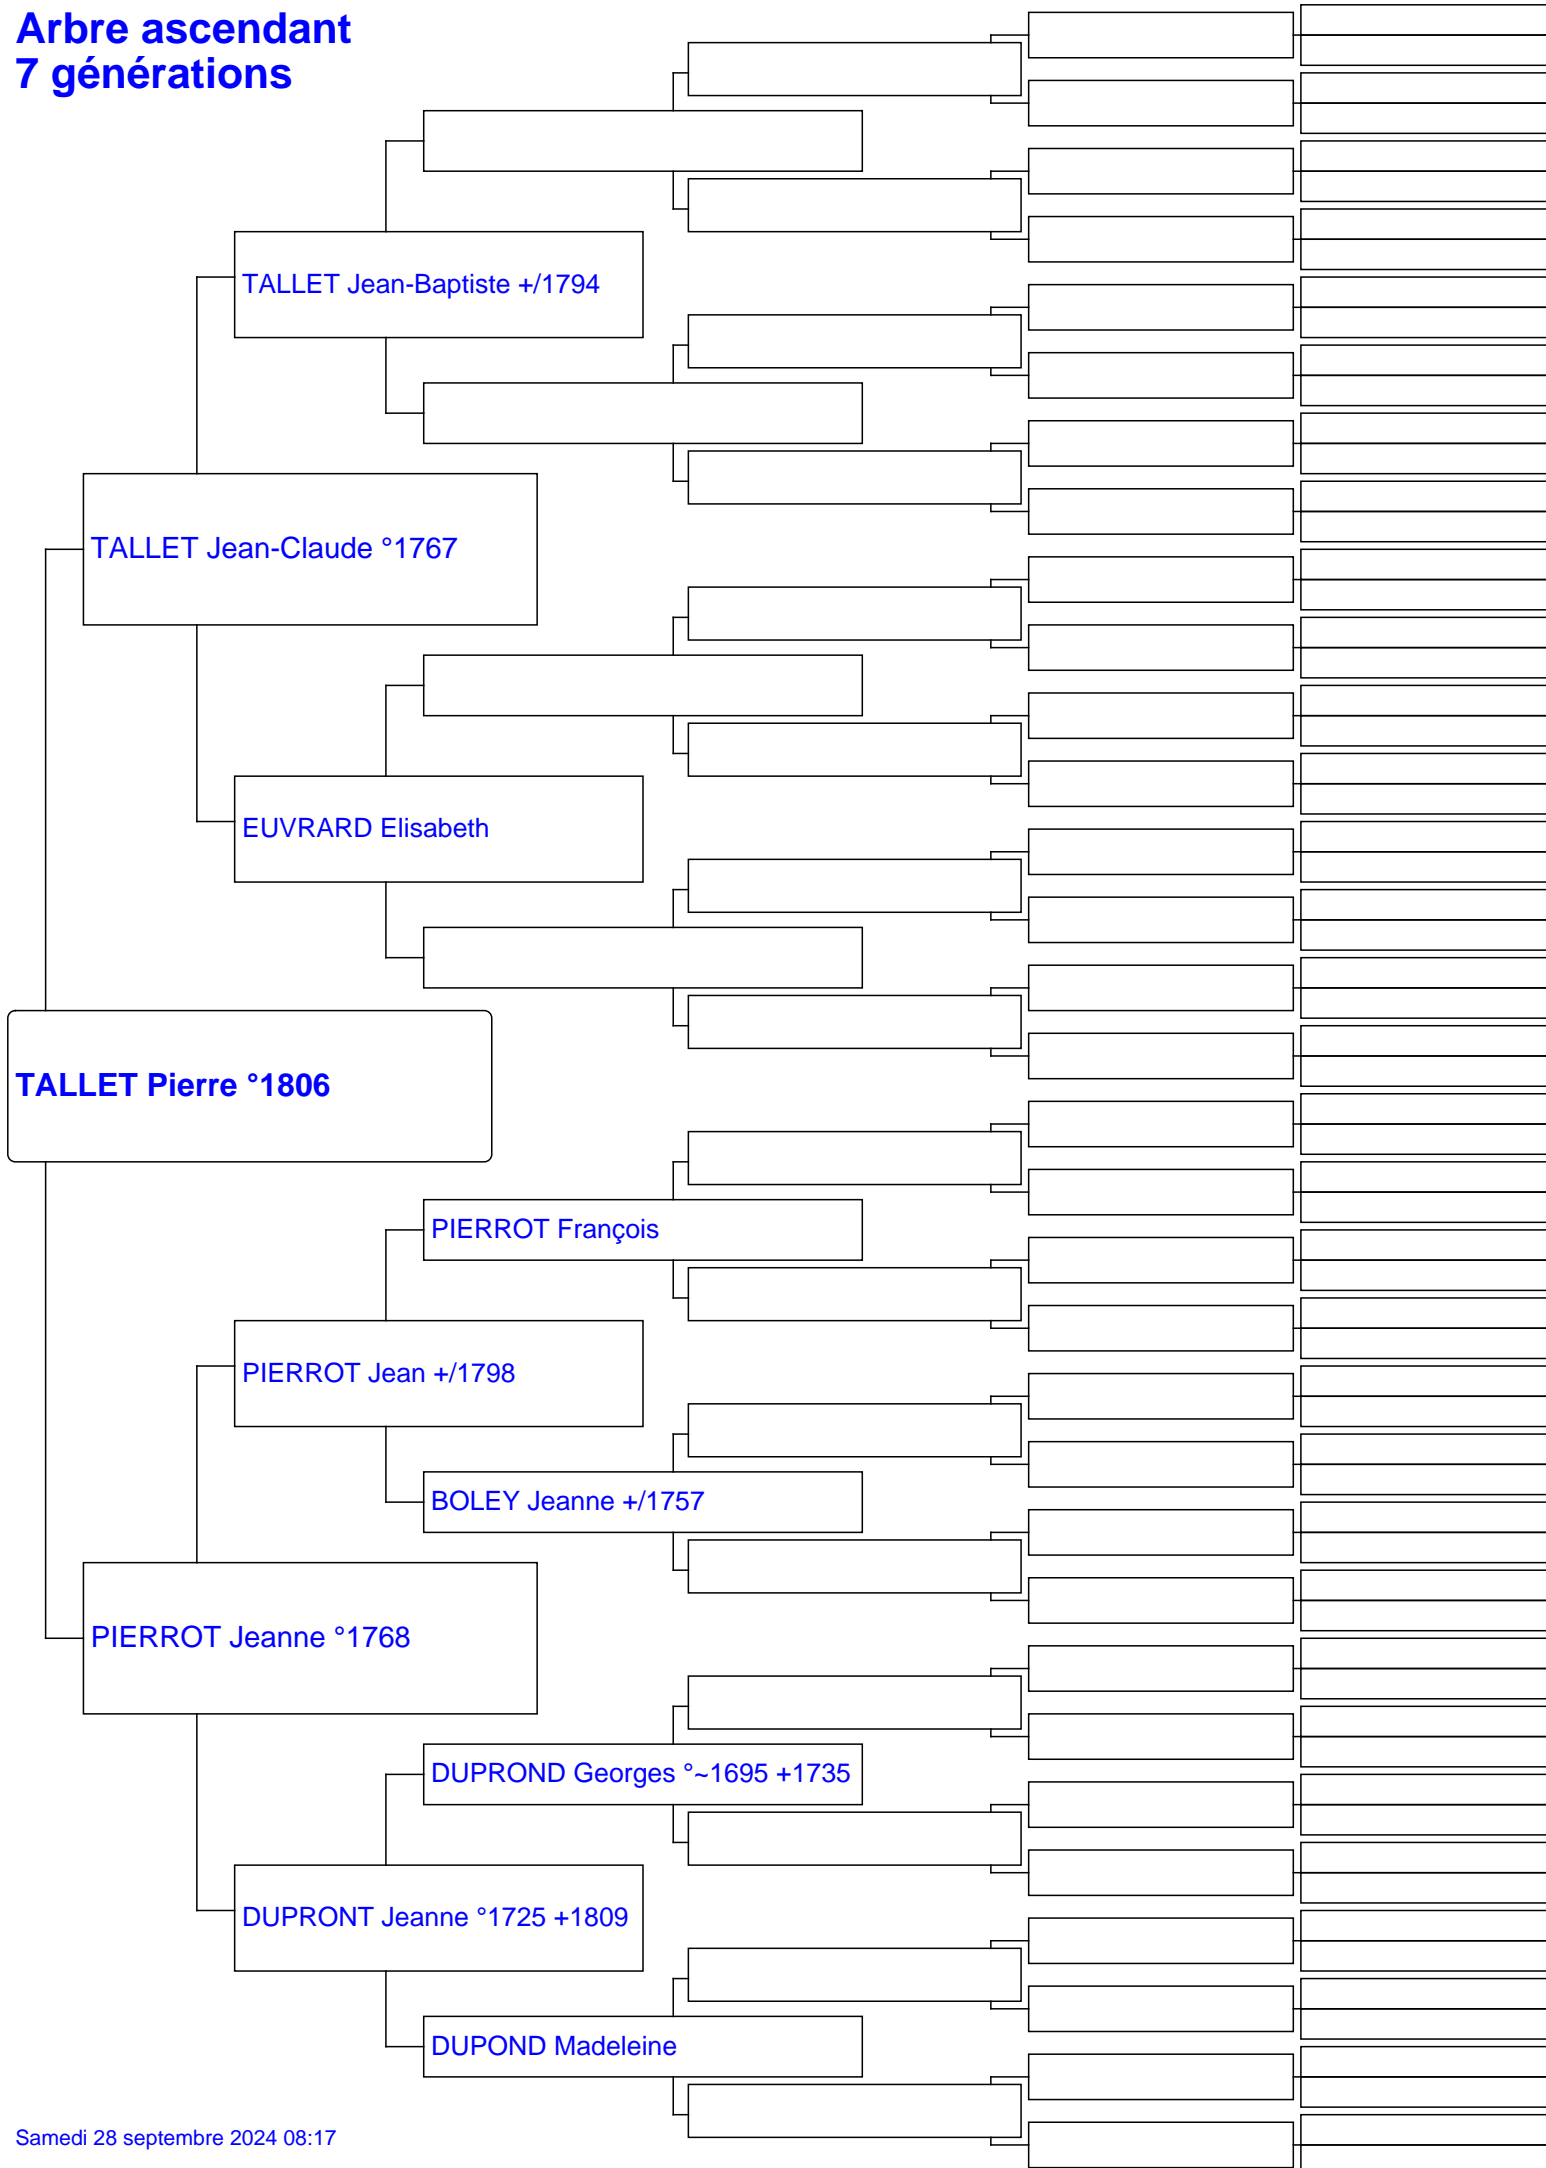 Arbre ascendant
7 générations
TALLET Jean-Baptiste +/1794
TALLET Jean-Claude °1767
EUVRARD Elisabeth
TALLET Pierre °1806
PIERROT François
PIERROT Jean +/1798
BOLEY Jeanne +/1757
PIERROT Jeanne °1768
DUPROND Georges °~1695 +1735
DUPRONT Jeanne °1725 +1809
DUPOND Madeleine
Samedi 28 septembre 2024 08:17